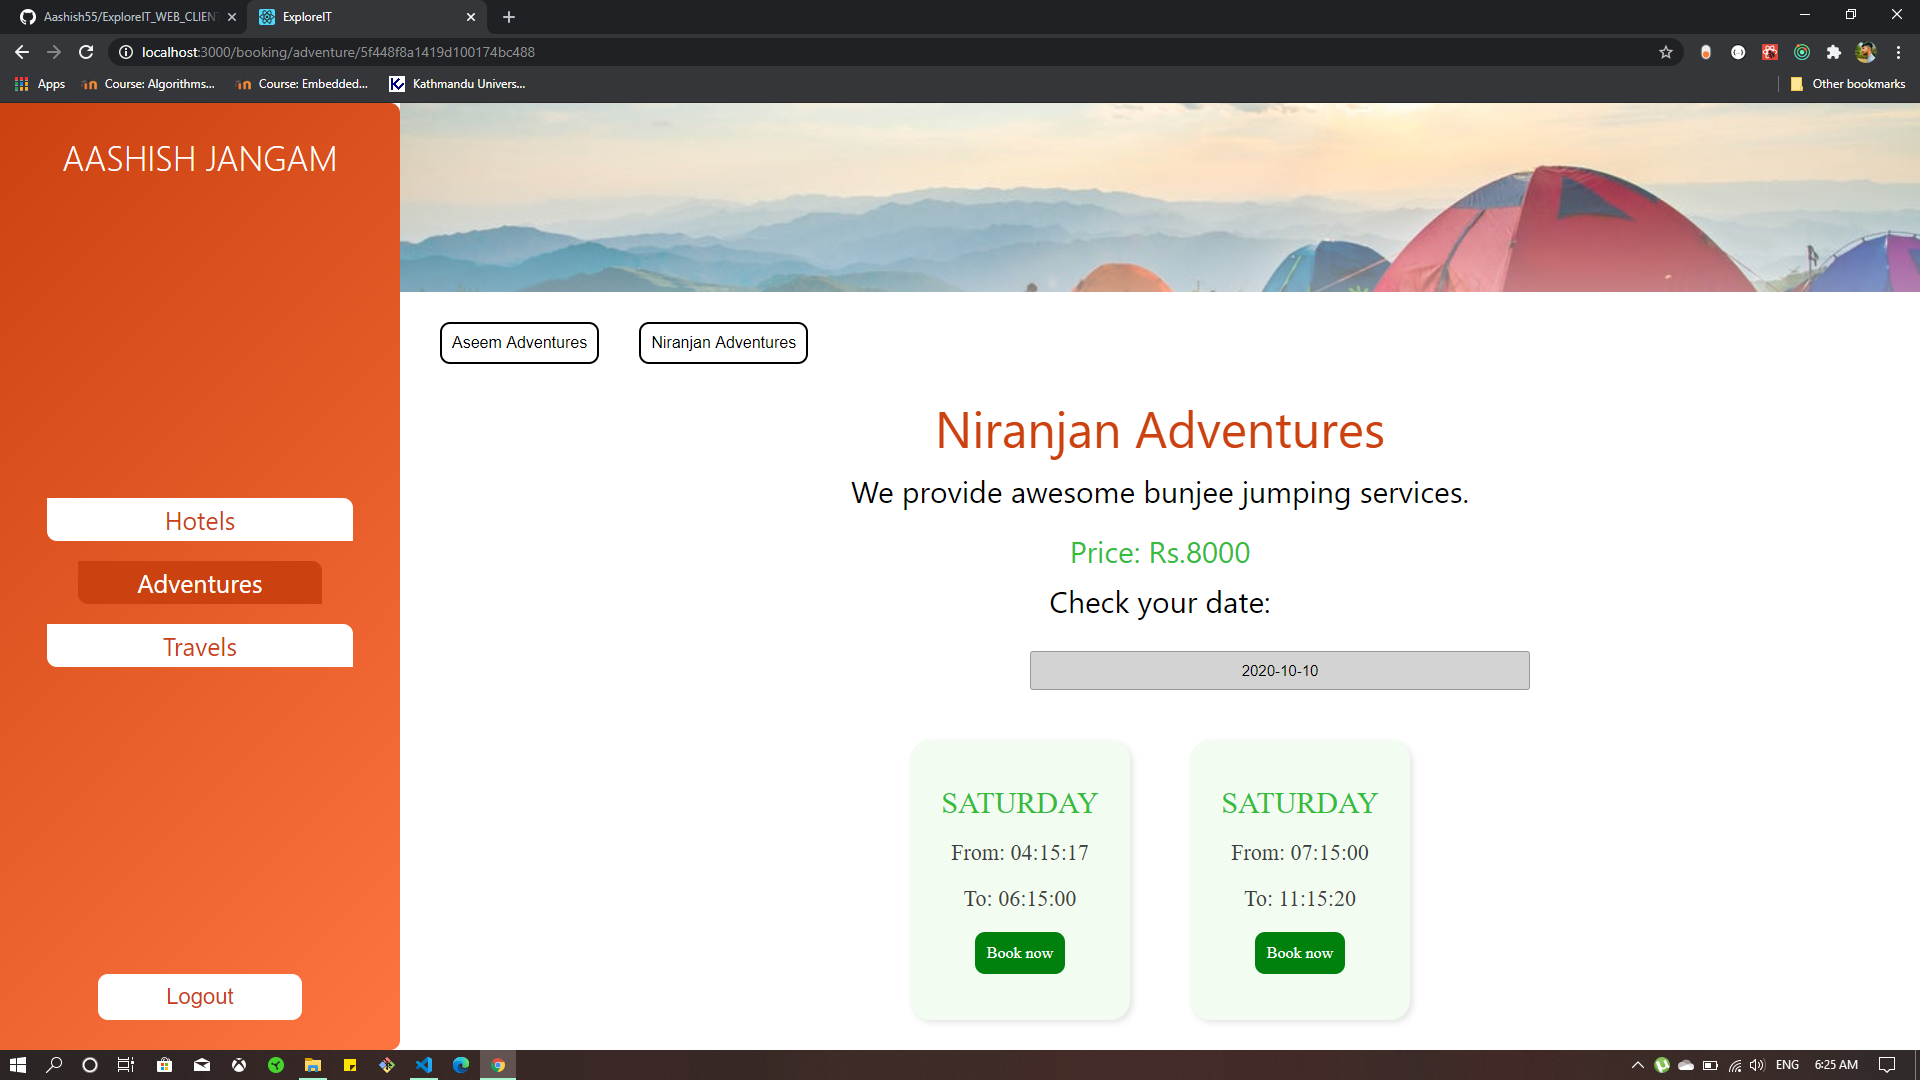 Aashish55/ExploreIT_WEB_CLIEN
ExploreIT
localhost:3000/booking/adventure/5f448f8a1419d100174bc488
Apps
Course: Algorithms...
Course: Embedded...
Kathmandu Univers...
Other bookmarks
AASHISH JANGAM
Hotels
Adventures
Travels
Logout
Aseem Adventures
Niranjan Adventures
Niranjan Adventures
We provide awesome bunjee jumping services.
Price: Rs.8000
Check your date:
2020-10-10
SATURDAY
From: 04:15:17
To: 06:15:00
Book now
SATURDAY
From: 07:15:00
To: 11:15:20
Book now
ENG
6:25 AM